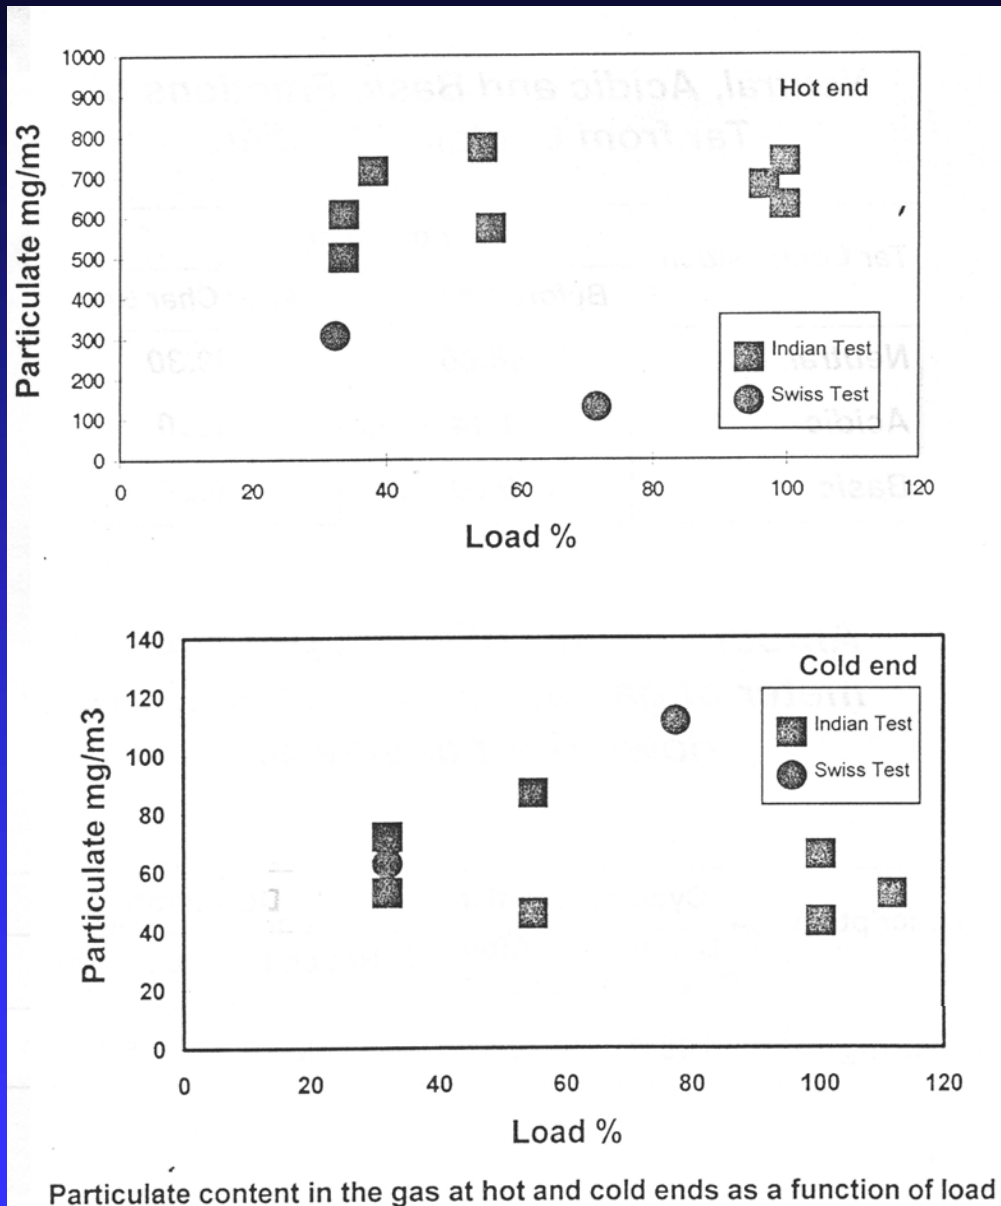 1000
900
800
700
600
500
400
300
200
100
0
Particulate mg/m3
Hot end
Indian Test
Swiss Test
0 20 40 60 80 100 120
Load %
140
120
100
80
60
40
20
0
Particulate mg/m3
Cold end
Indian Test
Swiss Test
0 20 40 60 80 100 120
Load %
Particulate content in the gas at hot and cold ends as a function of load